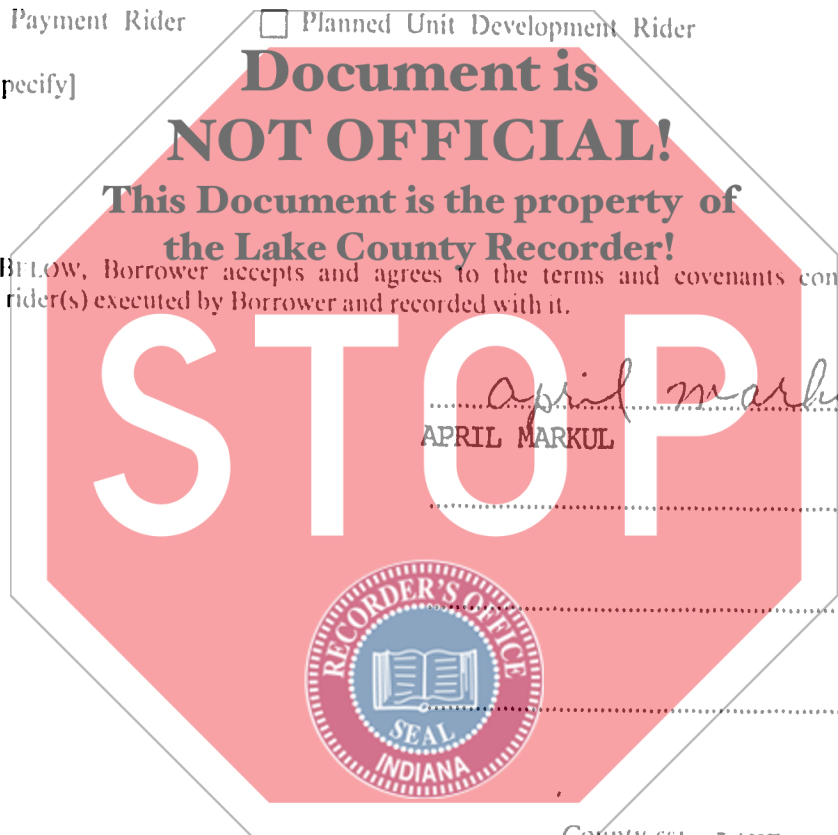 Payment Rider ☐ Planned Unit Development Rider
pecify]
Document is
NOT OFFICIAL!
This Document is the property of
the Lake County Recorder!
BELOW, Borrower accepts and agrees to the terms and covenants con
rider(s) executed by Borrower and recorded with it.
STOP
april marku
APRIL MARKUL
RECORDER'S OFFICE
SEAL
INDIANA